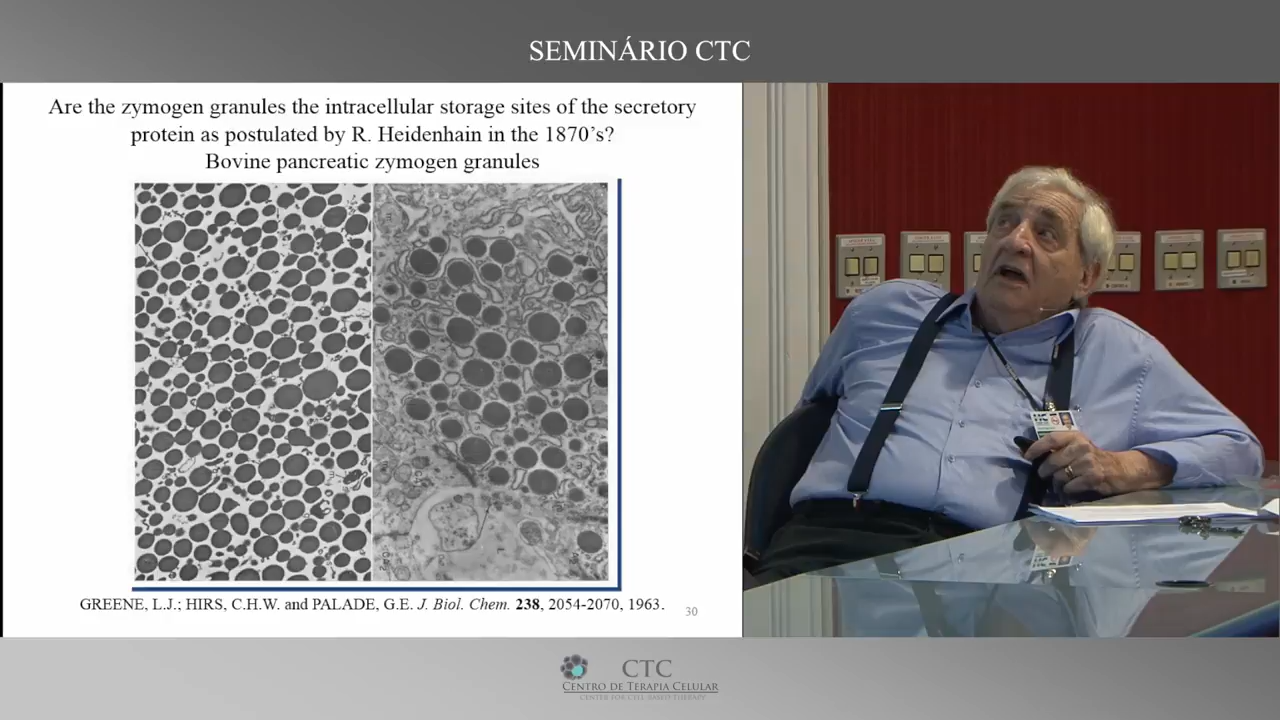 SEMINÁRIO CTC
Are the zymogen granules the intracellular storage sites of the secretory
protein as postulated by R. Heidenhain in the 1870’s?
Bovine pancreatic zymogen granules
GREENE, L.J.; HIRS, C.H.W. and PALADE, G.E. J. Biol. Chem. 238, 2054-2070, 1963.
30
CTC
CENTRO DE TERAPIA CELULAR
CENTER FOR CELL-BASED THERAPY